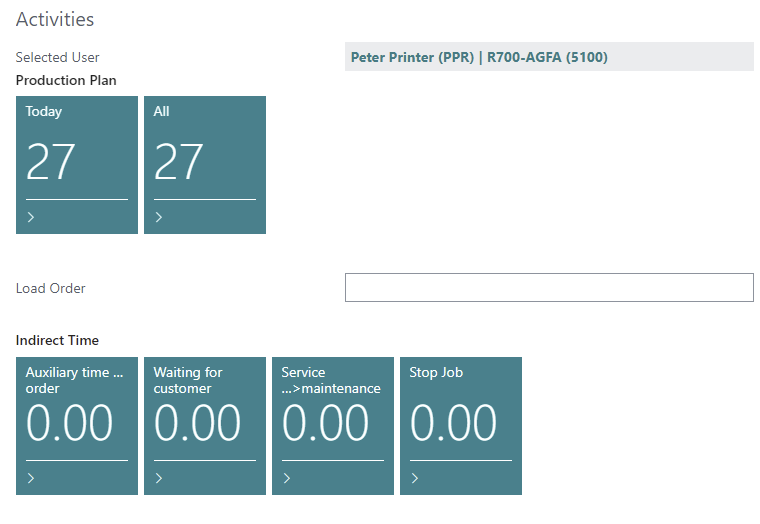 Activities
Selected User
Peter Printer (PPR) | R700-AGFA (5100)
Production Plan
Today
27
All
27
Load Order
Indirect Time
Auxiliary time ...
order
0.00
Waiting for
customer
0.00
Service
...>maintenance
0.00
Stop Job
0.00